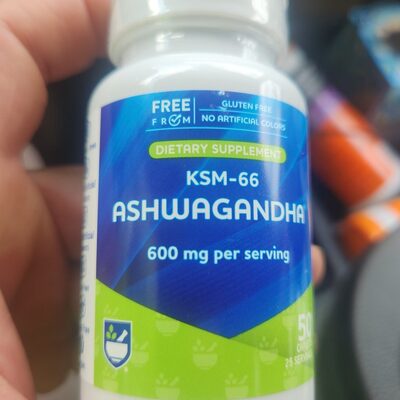 FREE
FROM
GLUTEN FREE
NO ARTIFICIAL COLORS
DIETARY SUPPLEMENT
KSM-66
ASHWAGANDHA
600 mg per serving
50